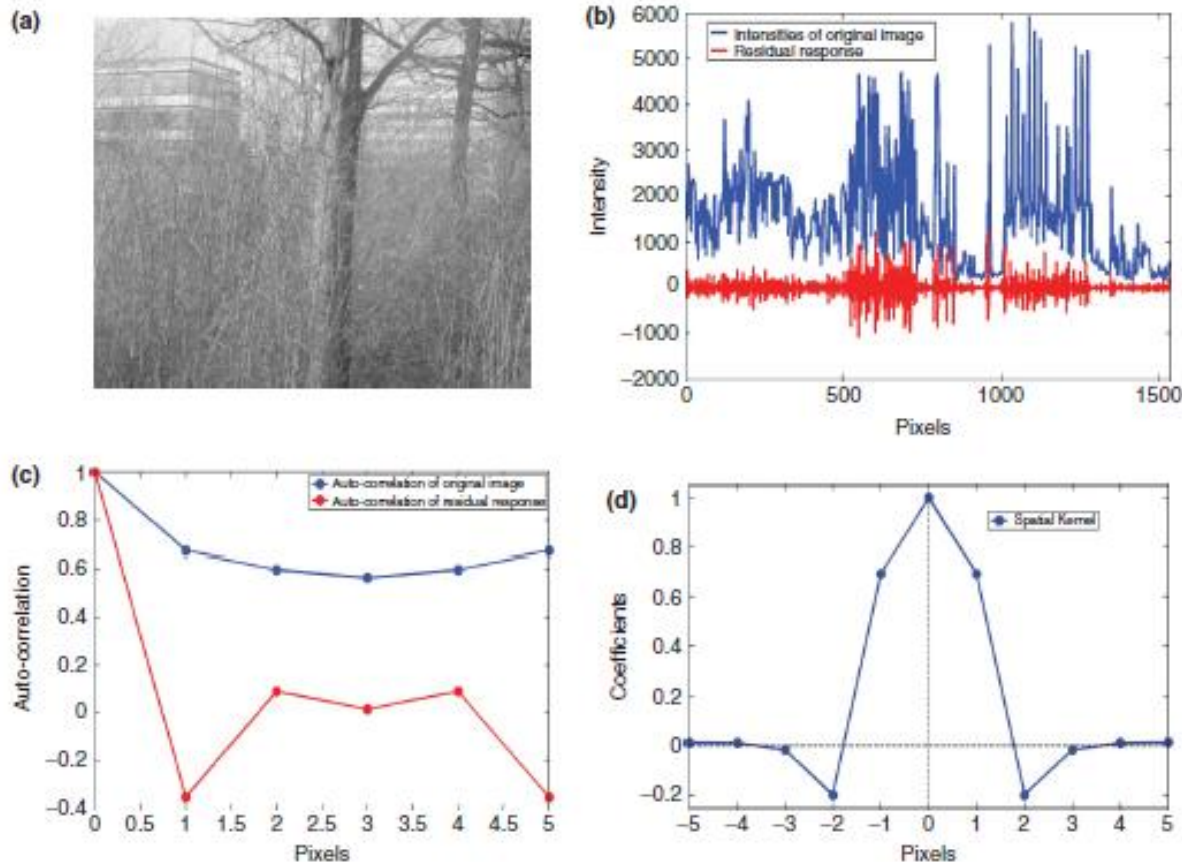 (a)
(b)
6000
5000
4000
3000
2000
1000
0
−1000
−2000
Intensity
Intensities of original image
Residual response
0 500 1000 1500
Pixels
(c)
1
0.8
0.6
0.4
0.2
0
−0.2
−0.4
Auto-correlation
Auto-correlation of original image
Auto-correlation of residual response
0 0.5 1 1.5 2 2.5 3 3.5 4 4.5 5
Pixels
(d)
1
0.8
0.6
0.4
0.2
0
−0.2
Coefficients
Spatial Kernel
−5 −4 −3 −2 −1 0 1 2 3 4 5
Pixels